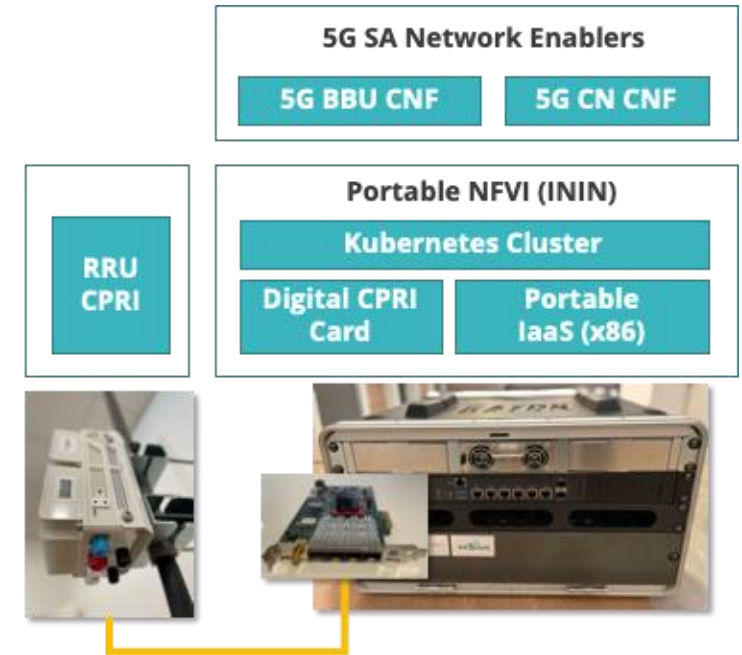 5G SA Network Enablers
5G BBU CNF
5G CN CNF
Portable NFVI (ININ)
Kubernetes Cluster
RRU
CPRI
Digital CPRI
Card
Portable
IaaS (x86)